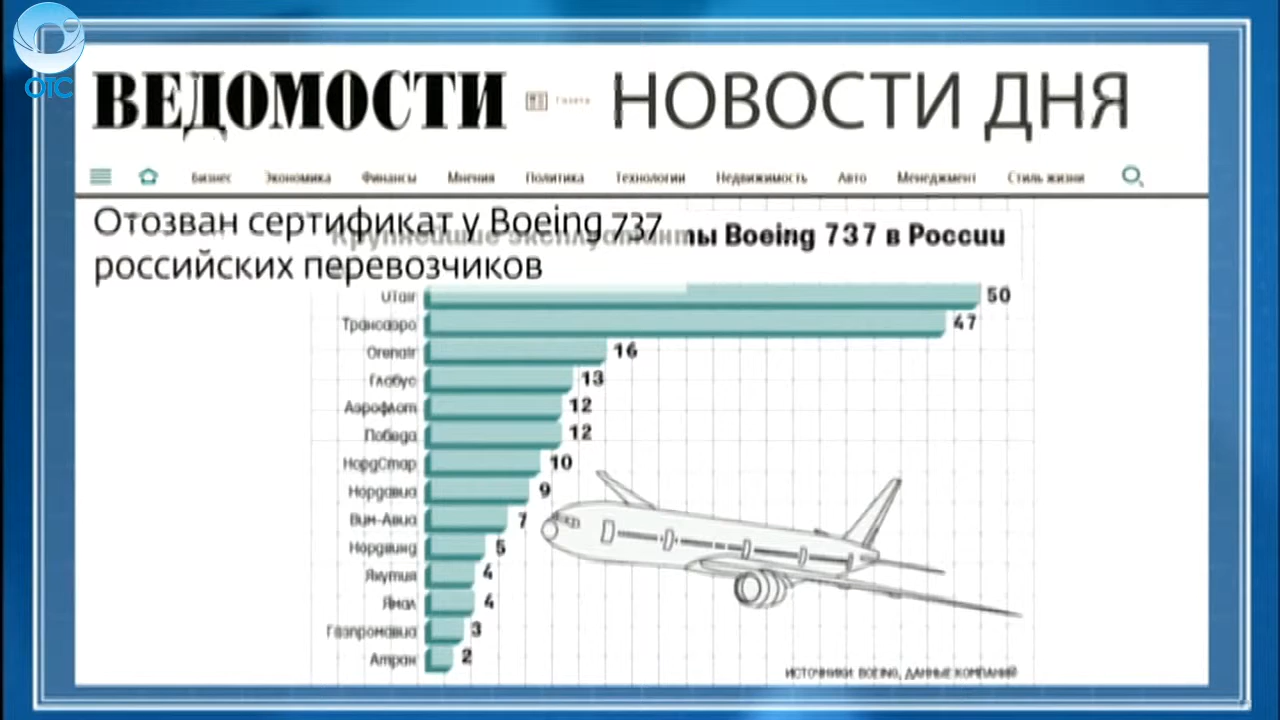 ОТС
ВЕДОМОСТИ
Газета
НОВОСТИ ДНЯ
Бизнес Экономика Финансы Мнения Политика Технологии Недвижимость Авто Менеджмент Стиль жизни
Отозван сертификат у Boeing 737
российских перевозчиков
Крупнейшие эксплуатанты Boeing 737 в России
UTair 50
Трансаэро 47
Orenair 16
Глобус 13
Аэрофлот 12
Победа 12
НордСтар 10
Нордавиа 9
Вим-Авиа 7
Нордвинд 5
Якутия 4
Ямал 4
Газпромавиа 3
Атран 2
ИСТОЧНИКИ: BOEING, ДАННЫЕ КОМПАНИЙ